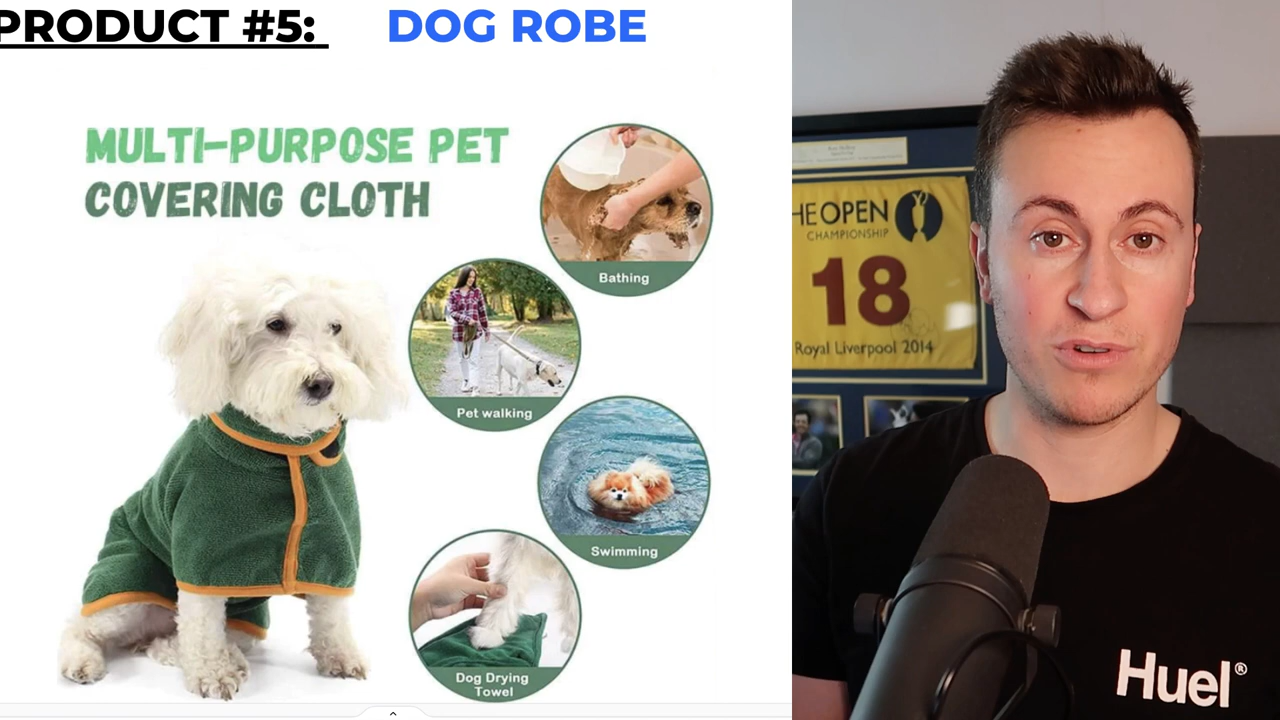 PRODUCT #5:
DOG ROBE
MULTI-PURPOSE PET
COVERING CLOTH
Bathing
Pet walking
Swimming
Dog Drying
Towel
HE OPEN
CHAMPIONSHIP
18
Royal Liverpool 2014
Huel®